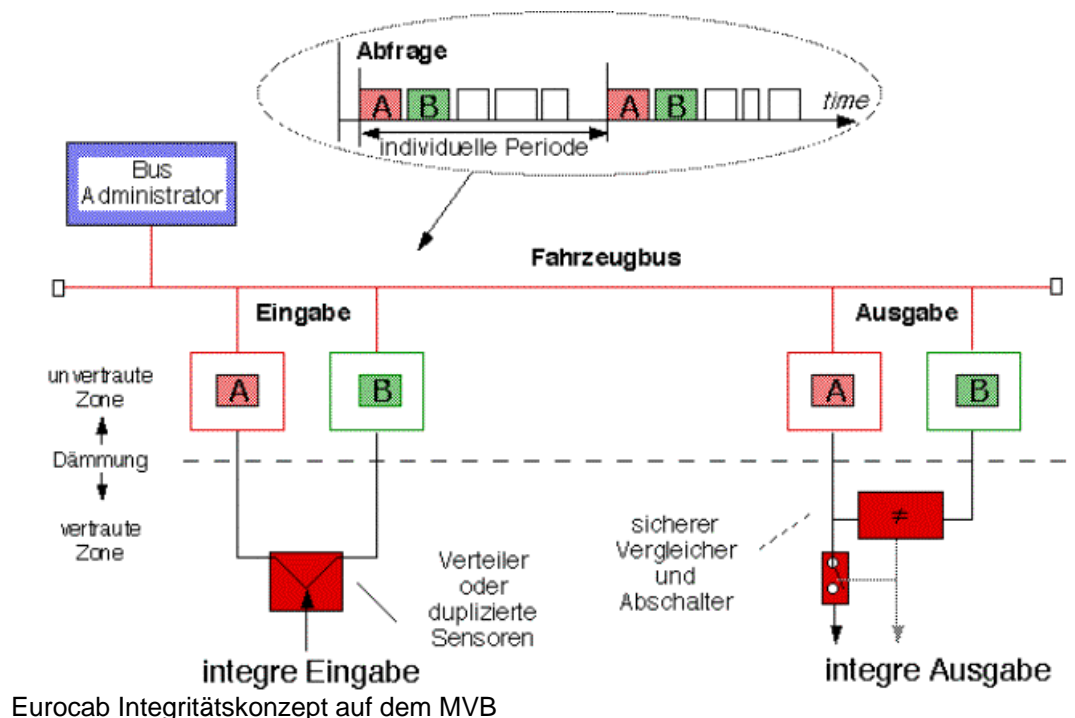 Abfrage
A B A B time
individuelle Periode
Bus
Administrator
Fahrzeugbus
Eingabe Ausgabe
unvertraute
Zone
A B A B
Dämmung
vertraute
Zone
Verteiler
oder
duplizierte
Sensoren
sicherer
Vergleicher
und
Abschalter
≠
integre Eingabe integre Ausgabe
Eurocab Integritätskonzept auf dem MVB